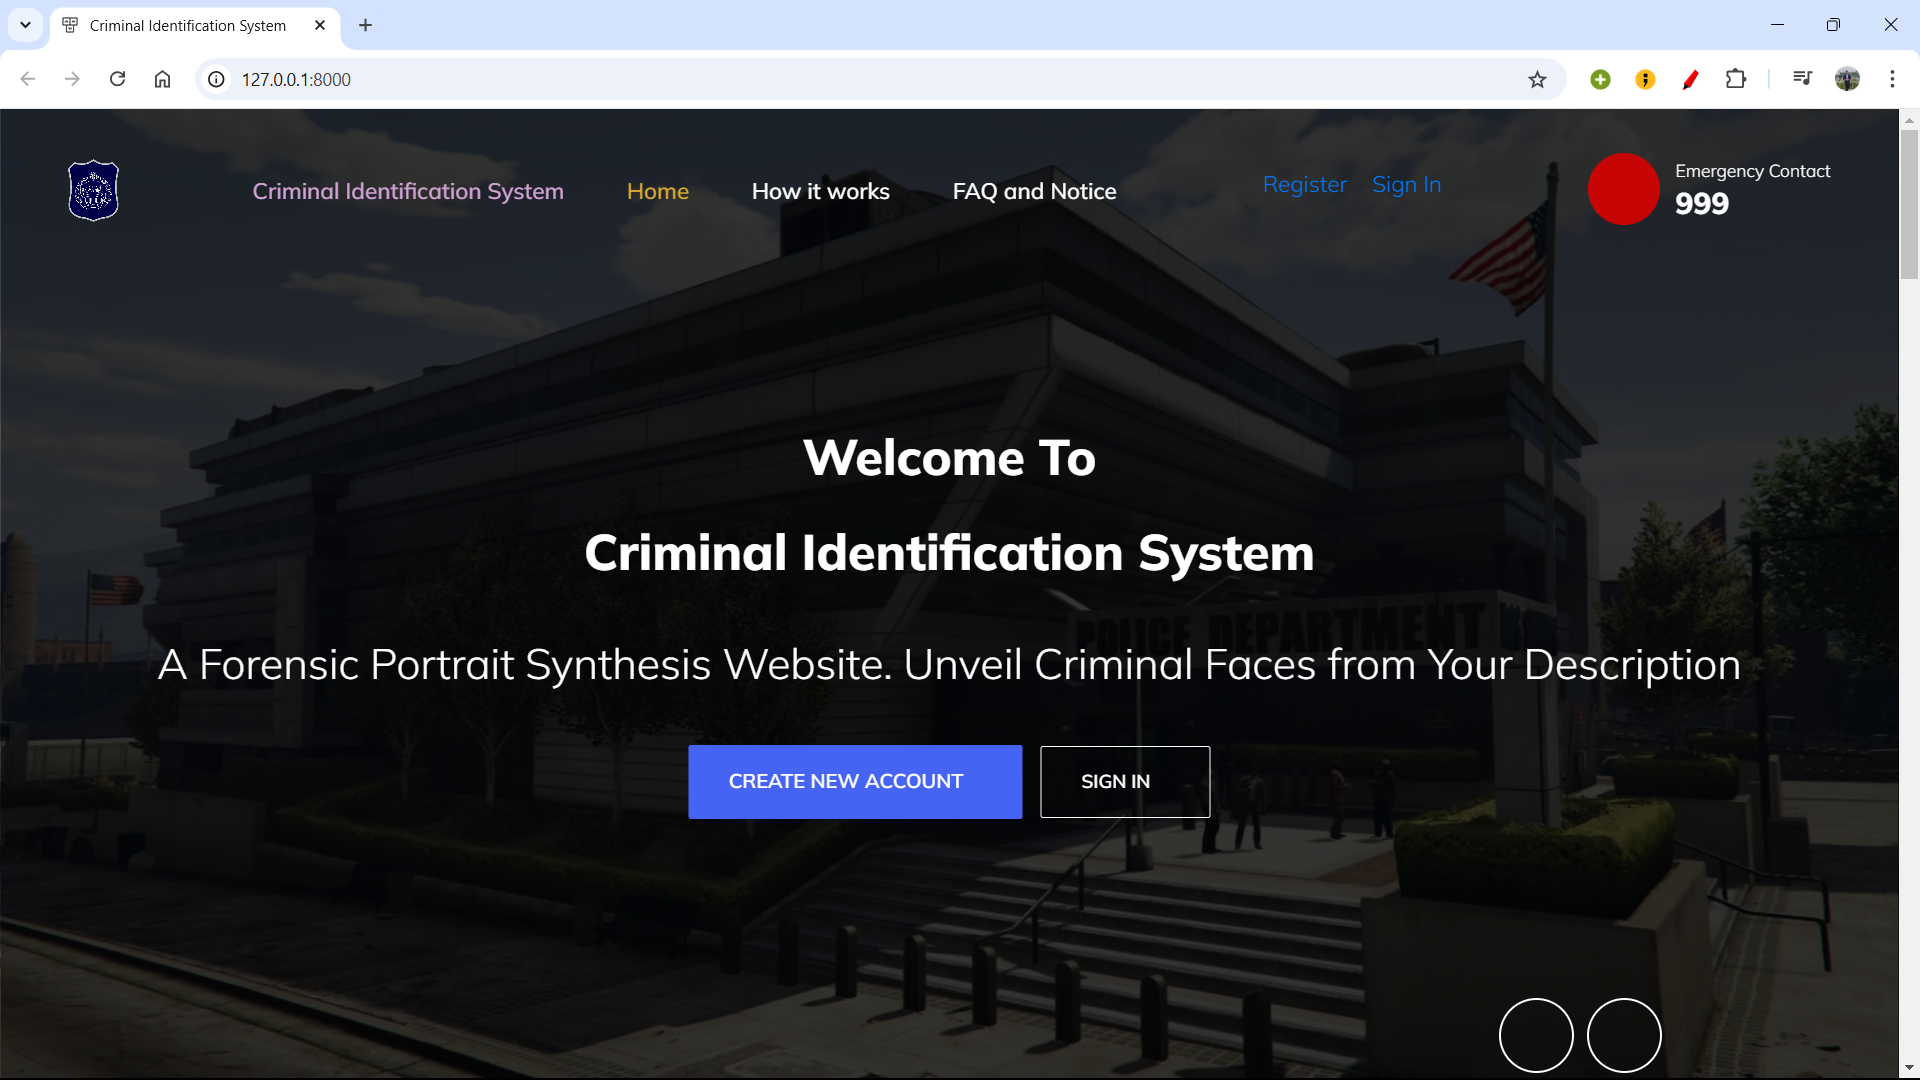 Criminal Identification System
127.0.0.1:8000
Criminal Identification System
Home
How it works
FAQ and Notice
Register
Sign In
Emergency Contact
999
Welcome To
Criminal Identification System
POLICE DEPARTMENT
A Forensic Portrait Synthesis Website. Unveil Criminal Faces from Your Description
CREATE NEW ACCOUNT
SIGN IN